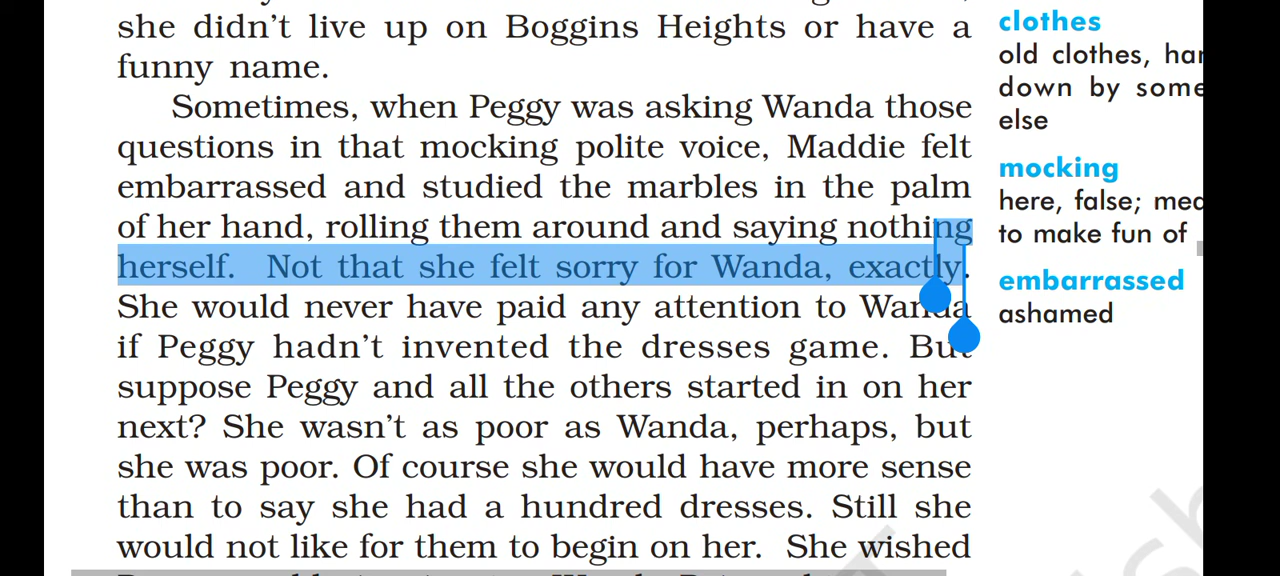 she didn't live up on Boggins Heights or have a
funny name.
Sometimes, when Peggy was asking Wanda those
questions in that mocking polite voice, Maddie felt
embarrassed and studied the marbles in the palm
of her hand, rolling them around and saying nothing
herself. Not that she felt sorry for Wanda, exactly.
She would never have paid any attention to Wanda
if Peggy hadn't invented the dresses game. But
suppose Peggy and all the others started in on her
next? She wasn't as poor as Wanda, perhaps, but
she was poor. Of course she would have more sense
than to say she had a hundred dresses. Still she
would not like for them to begin on her. She wished
clothes
old clothes,
down by some
else
mocking
here, false;
to make fun of
embarrassed
ashamed